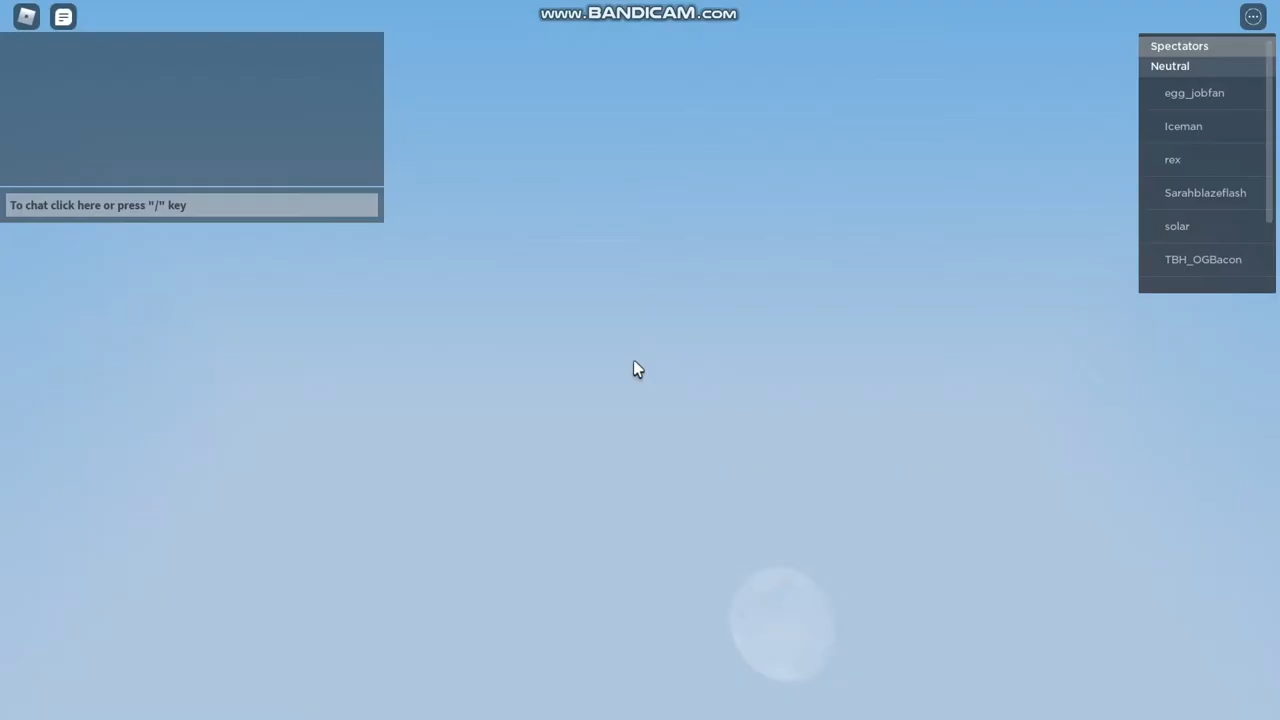 www.BANDICAM.com
Spectators
Neutral
egg_jobfan
Iceman
rex
Sarahblazeflash
solar
TBH_OGBacon
To chat click here or press "/" key